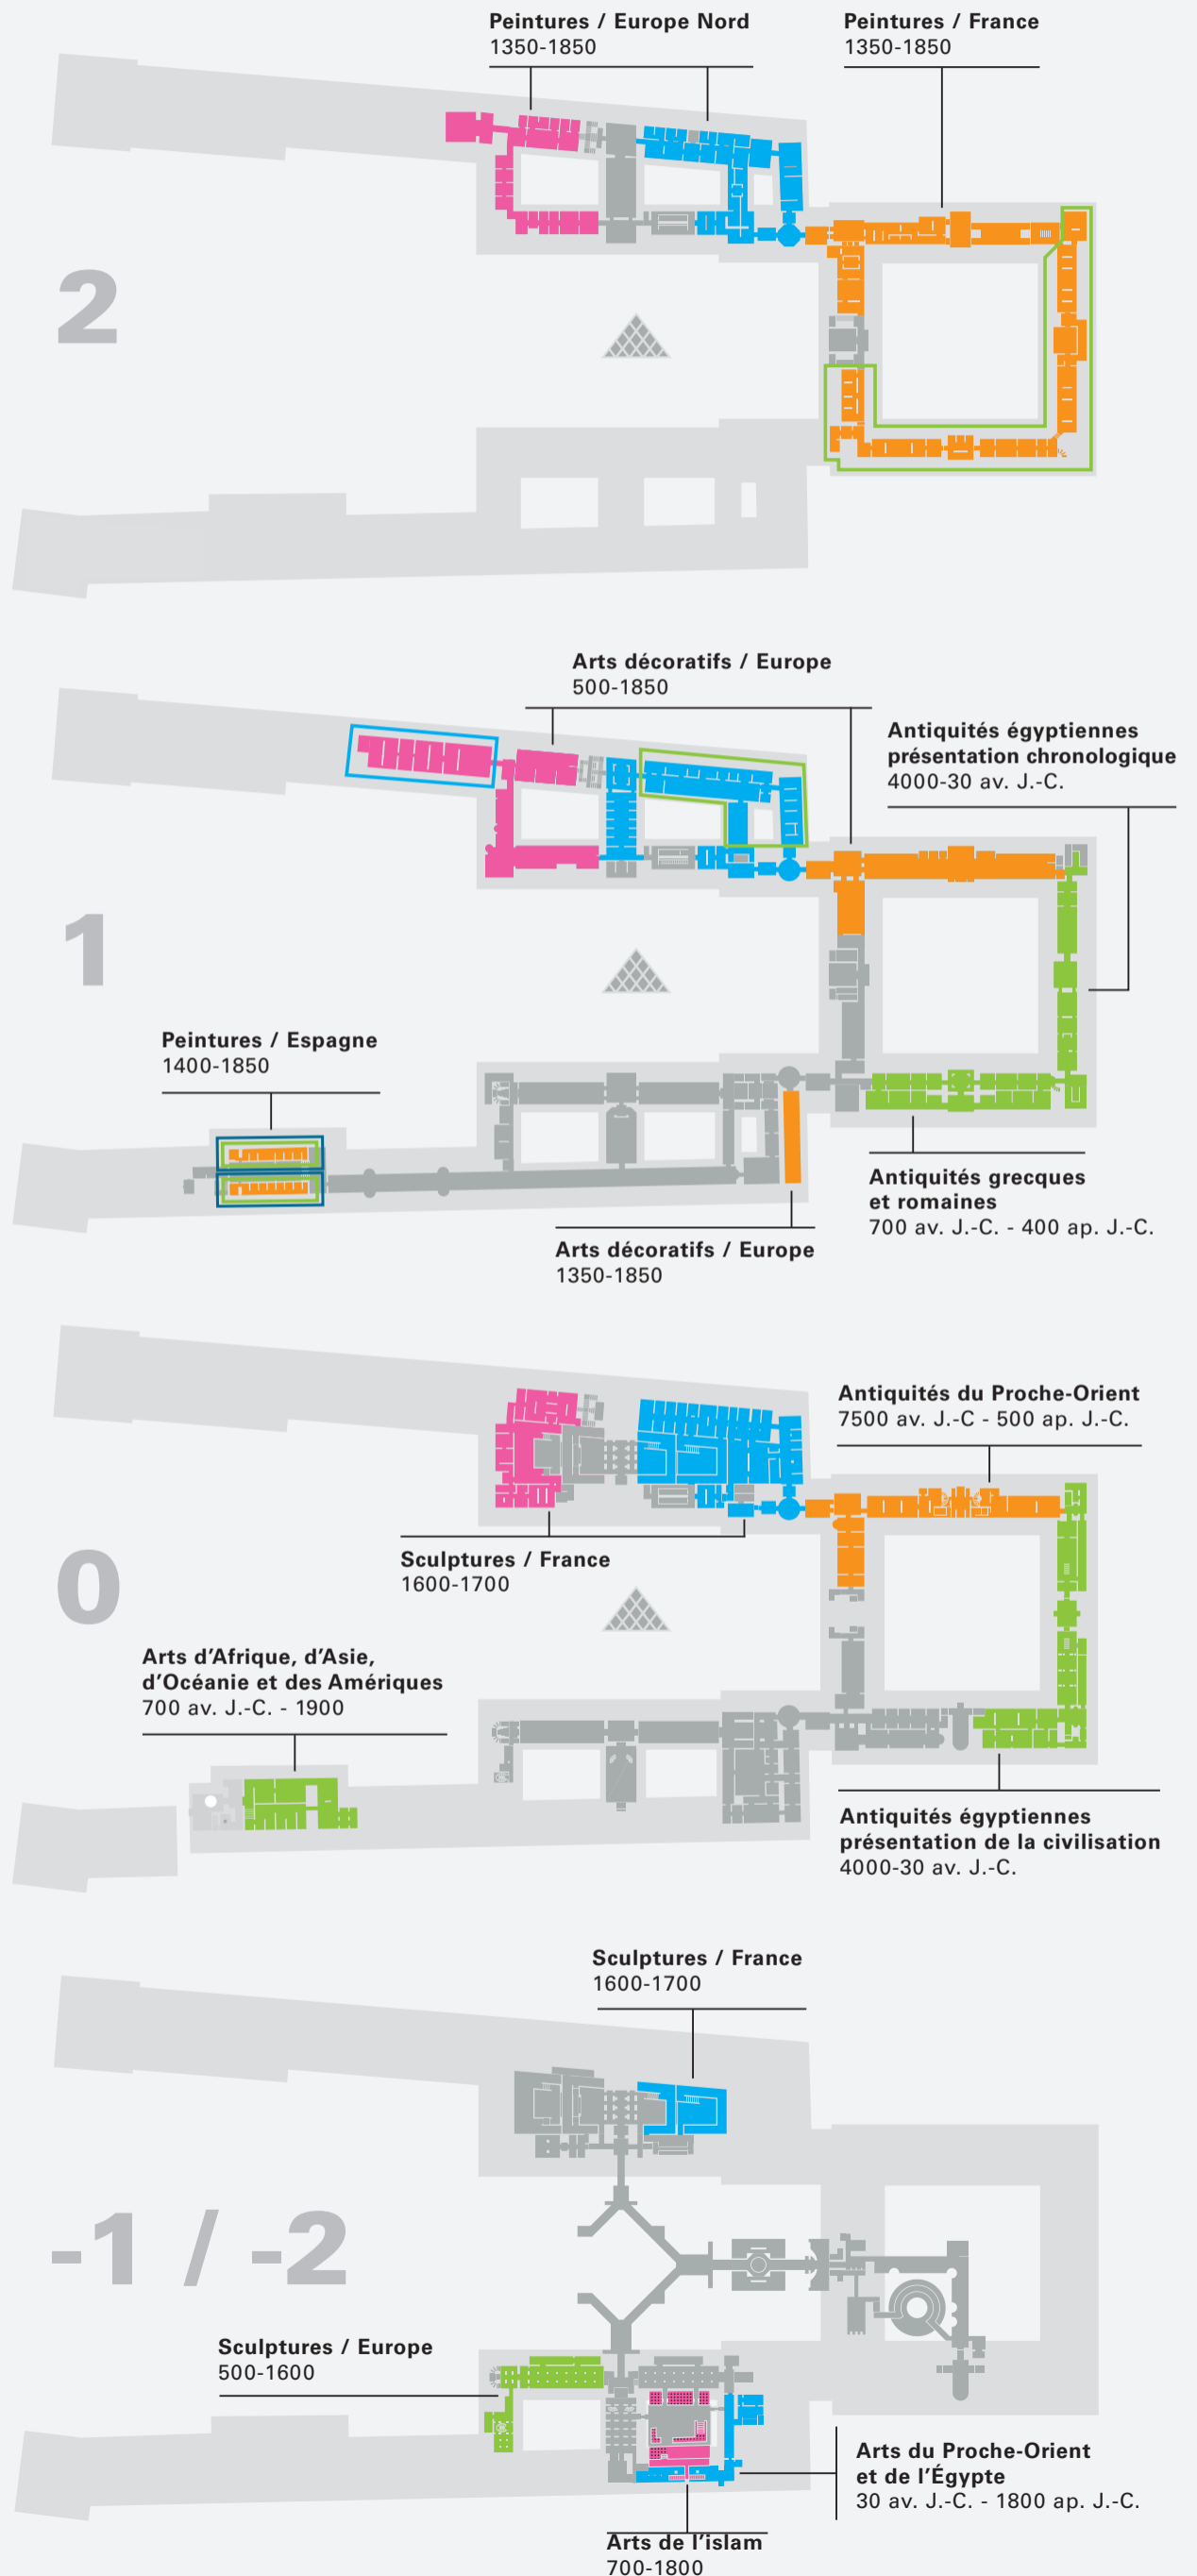 Peintures / Europe Nord
1350-1850
Peintures / France
1350-1850
2
Arts décoratifs / Europe
500-1850
Antiquités égyptiennes
présentation chronologique
4000-30 av. J.-C.
1
Peintures / Espagne
1400-1850
Antiquités grecques
et romaines
700 av. J.-C. - 400 ap. J.-C.
Arts décoratifs / Europe
1350-1850
Antiquités du Proche-Orient
7500 av. J.-C - 500 ap. J.-C.
Sculptures / France
1600-1700
0
Arts d’Afrique, d’Asie,
d’Océanie et des Amériques
700 av. J.-C. - 1900
Antiquités égyptiennes
présentation de la civilisation
4000-30 av. J.-C.
Sculptures / France
1600-1700
-1 / -2
Sculptures / Europe
500-1600
Arts du Proche-Orient
et de l’Égypte
30 av. J.-C. - 1800 ap. J.-C.
Arts de l’islam
700-1800